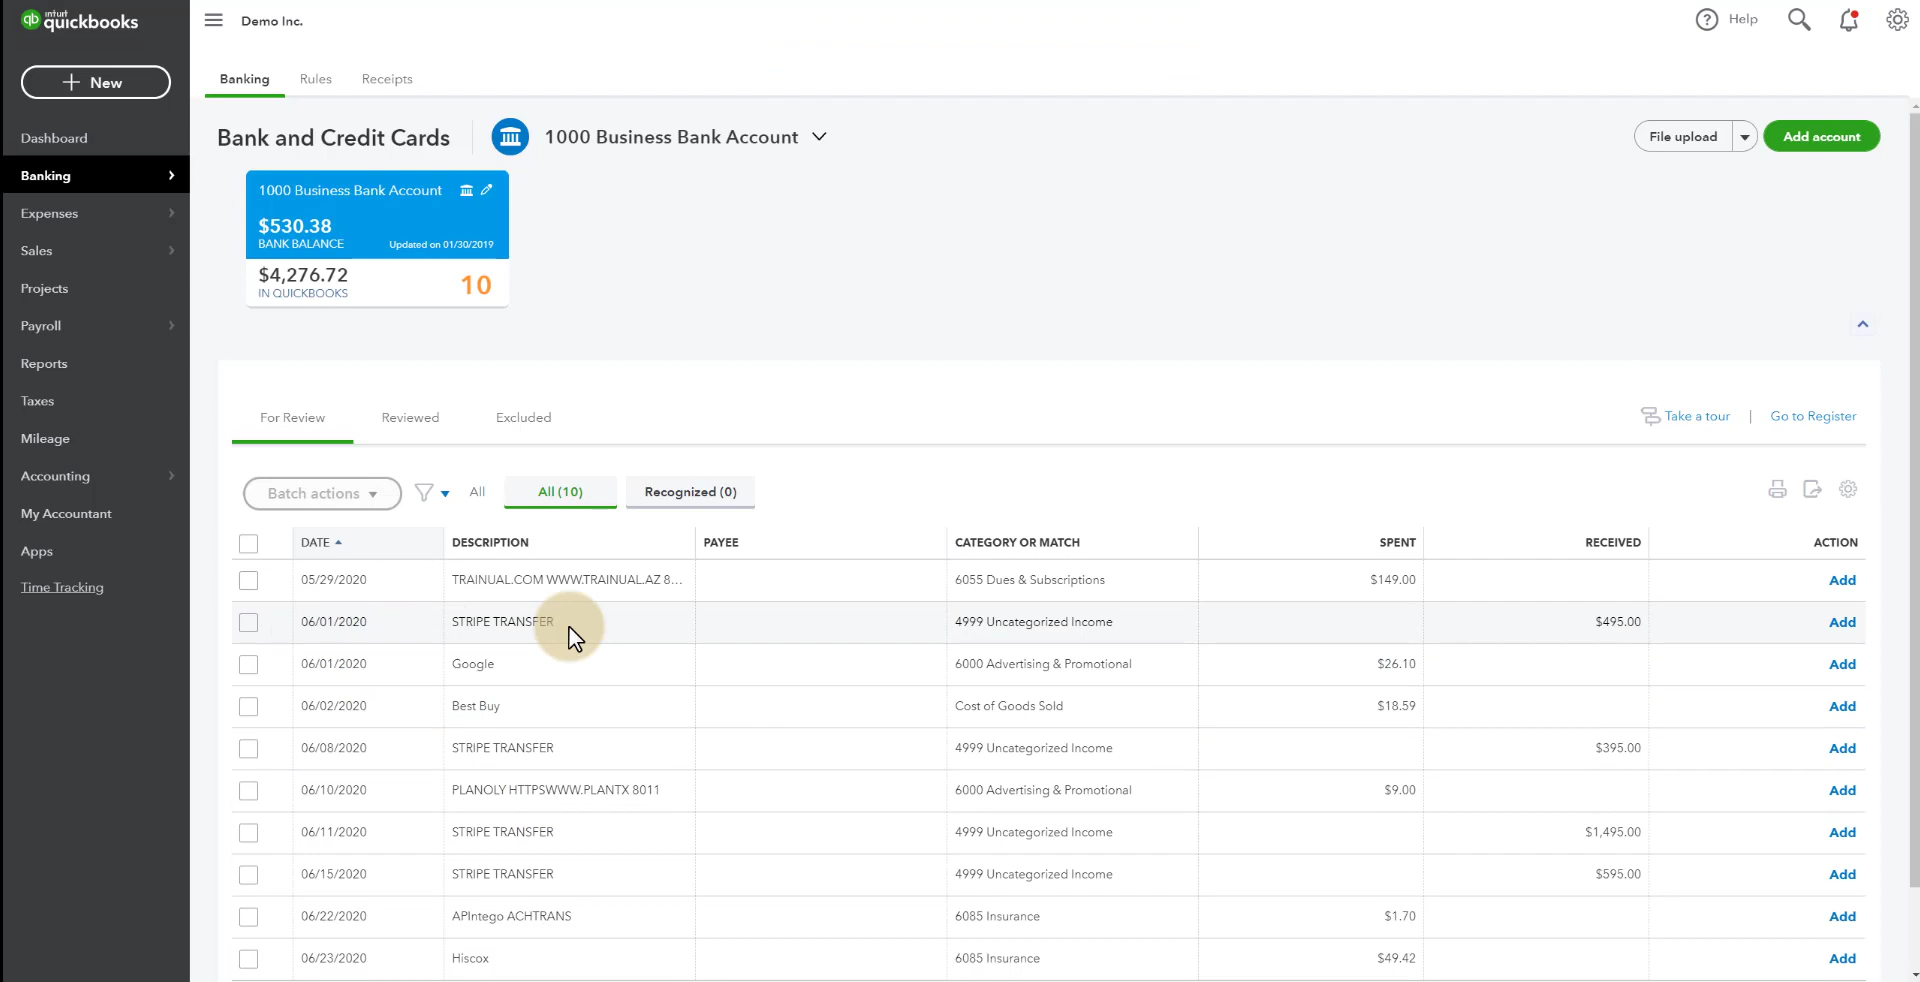 intuit
quickbooks
Demo Inc.
Help
New
Banking
Rules
Receipts
Dashboard
Banking
Expenses
Sales
Projects
Payroll
Reports
Taxes
Mileage
Accounting
My Accountant
Apps
Time Tracking
Bank and Credit Cards
1000 Business Bank Account
File upload
Add account
1000 Business Bank Account
$530.38
BANK BALANCE
Updated on 01/30/2019
$4,276.72
10
IN QUICKBOOKS
For Review
Reviewed
Excluded
Take a tour | Go to Register
Batch actions
All
All (10)
Recognized (0)
DATE DESCRIPTION PAYEE CATEGORY OR MATCH SPENT RECEIVED ACTION
05/29/2020 TRAINUAL.COM WWW.TRAINUAL.AZ 8... 6055 Dues & Subscriptions $149.00 Add
06/01/2020 STRIPE TRANSFER 4999 Uncategorized Income $495.00 Add
06/01/2020 Google 6000 Advertising & Promotional $26.10 Add
06/02/2020 Best Buy Cost of Goods Sold $18.59 Add
06/08/2020 STRIPE TRANSFER 4999 Uncategorized Income $395.00 Add
06/10/2020 PLANOLY HTTPSWWW.PLANTX 8011 6000 Advertising & Promotional $9.00 Add
06/11/2020 STRIPE TRANSFER 4999 Uncategorized Income $1,495.00 Add
06/15/2020 STRIPE TRANSFER 4999 Uncategorized Income $595.00 Add
06/22/2020 APIntego ACHTRANS 6085 Insurance $1.70 Add
06/23/2020 Hiscox 6085 Insurance $49.42 Add